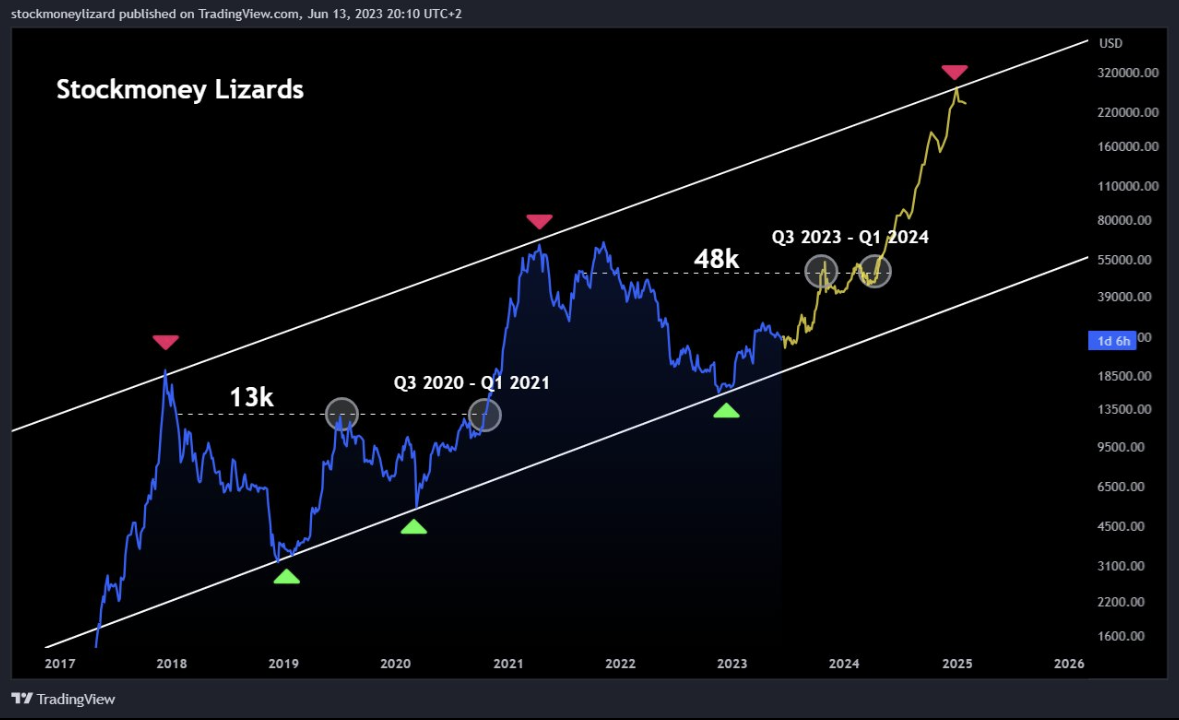 stockmoneylizard published on TradingView.com, Jun 13, 2023 20:10 UTC+2
Stockmoney Lizards
USD
320000.00
220000.00
160000.00
110000.00
80000.00
Q3 2023 - Q1 2024
48k
55000.00
39000.00
1d 6h
00
Q3 2020 - Q1 2021
13k
18500.00
13500.00
9500.00
6500.00
4500.00
3100.00
2200.00
1600.00
2017 2018 2019 2020 2021 2022 2023 2024 2025 2026
TradingView